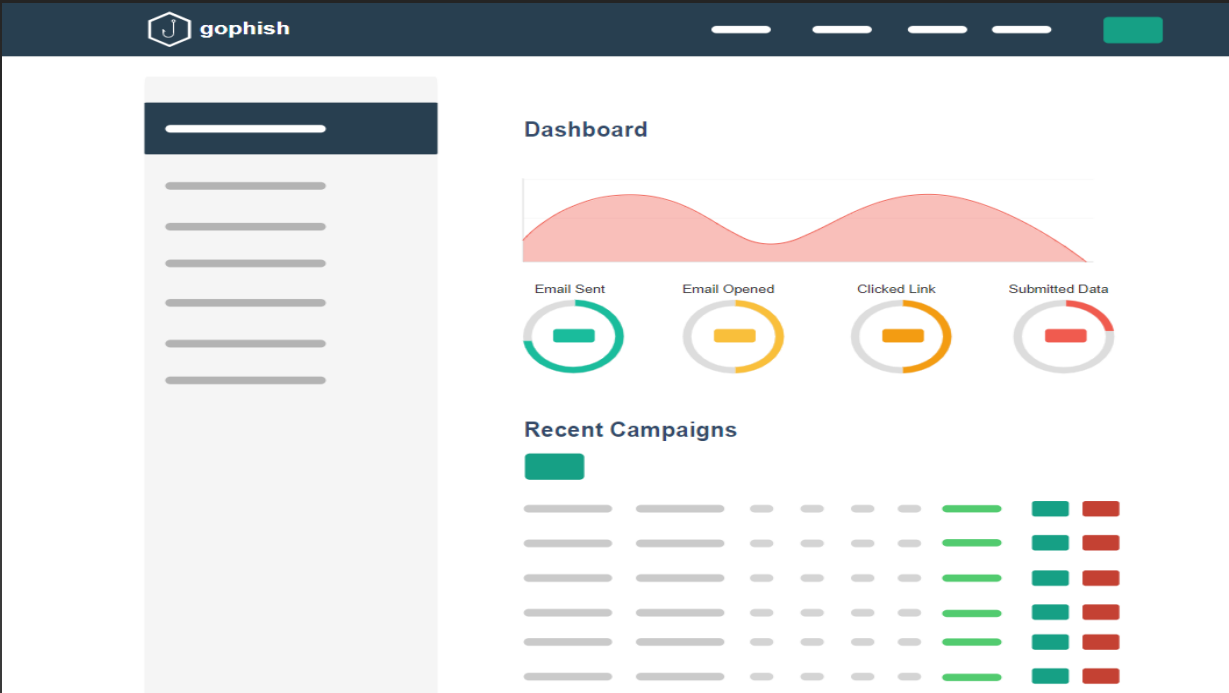 gophish
Dashboard
Email Sent
Email Opened
Clicked Link
Submitted Data
Recent Campaigns